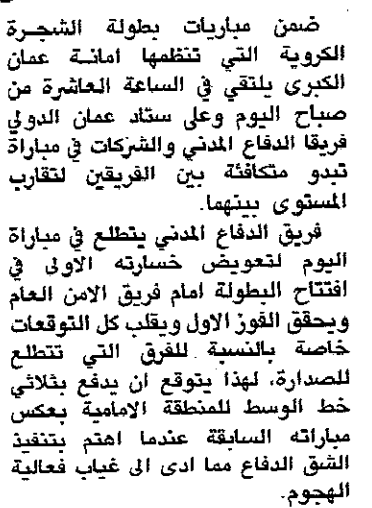 ضمن مباريات بطولة الشجرة
الكروية التي تنظمها امانة عمان
الكبرى يلتقي في الساعة العاشرة من
صباح اليوم وعلى ستاد عمان الدولي
فريقا الدفاع المدني والشركات في مباراة
تبدو متكافئة بين الفريقين لتقارب
المستوى بينهما.
فريق الدفاع المدني يتطلع في مباراة
اليوم لتعويض خسارته الاولى في
افتتاح البطولة امام فريق الامن العام
ويحقق الفوز الاول ويقلب كل التوقعات
خاصة بالنسبة للفرق التي تتطلع
للصدارة، لهذا يتوقع ان يدفع بثلاثي
خط الوسط للمنطقة الامامية بعكس
مباراته السابقة عندما اهتم بتنفيذ
الشق الدفاع مما ادى الى غياب فعالية
الهجوم.